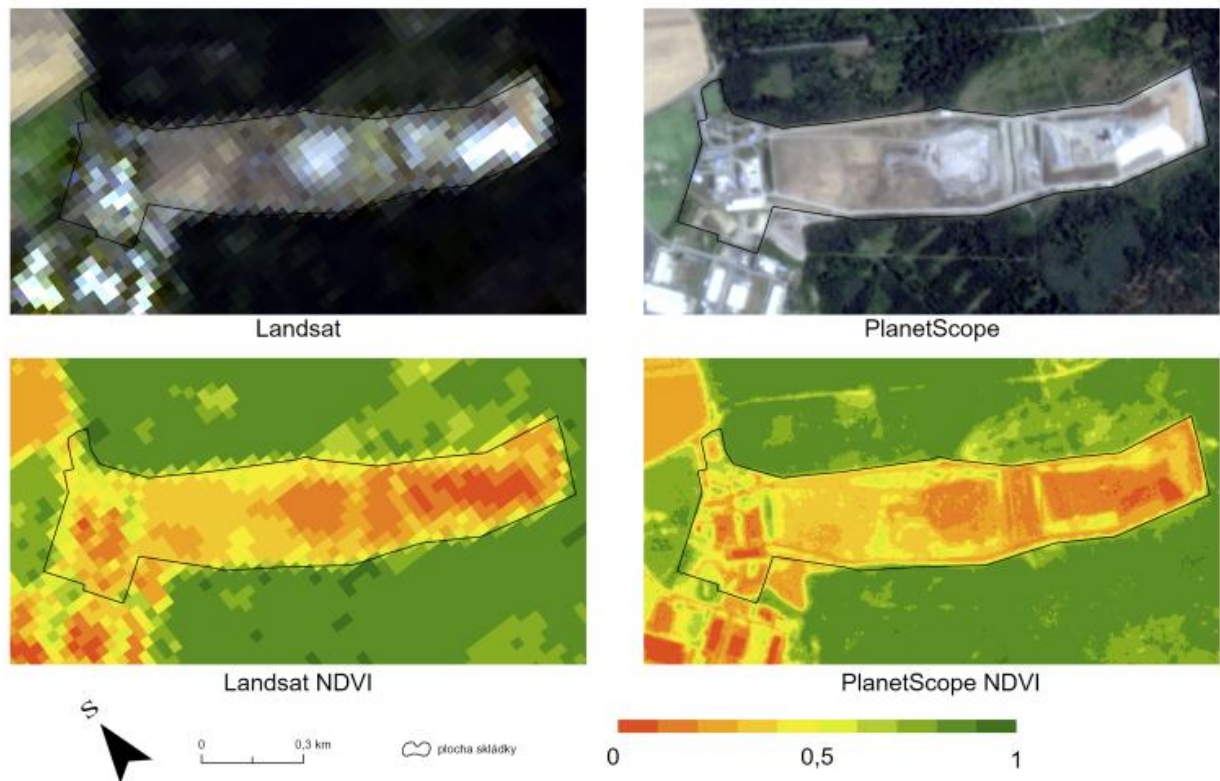 Landsat
PlanetScope
Landsat NDVI
PlanetScope NDVI
S
0
0,3 km
plocha skládky
0
0,5
1